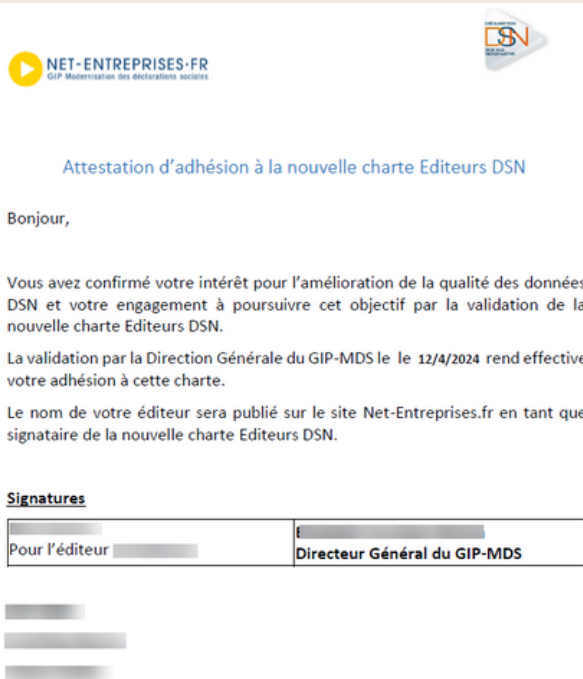 NET-ENTREPRISES.FR
GIP Modernisation des déclarations sociales
DÉCLARATION
DSN
SOCIALE
NOMINATIVE
Attestation d'adhésion à la nouvelle charte Editeurs DSN
Bonjour,
Vous avez confirmé votre intérêt pour l'amélioration de la qualité des données
DSN et votre engagement à poursuivre cet objectif par la validation de la
nouvelle charte Editeurs DSN.
La validation par la Direction Générale du GIP-MDS le le 12/4/2024 rend effective
votre adhésion à cette charte.
Le nom de votre éditeur sera publié sur le site Net-Entreprises.fr en tant que
signataire de la nouvelle charte Editeurs DSN.
Signatures
Pour l'éditeur
Directeur Général du GIP-MDS